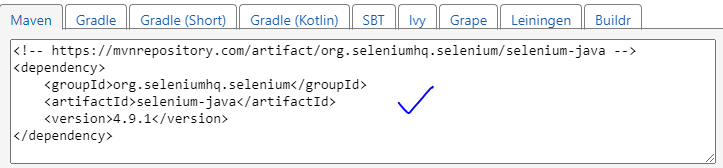 Maven Gradle Gradle (Short) Gradle (Kotlin) SBT Ivy Grape Leiningen Buildr
<!-- https://mvnrepository.com/artifact/org.seleniumhq.selenium/selenium-java -->
<dependency>
    <groupId>org.seleniumhq.selenium</groupId>
    <artifactId>selenium-java</artifactId>
    <version>4.9.1</version>
</dependency>